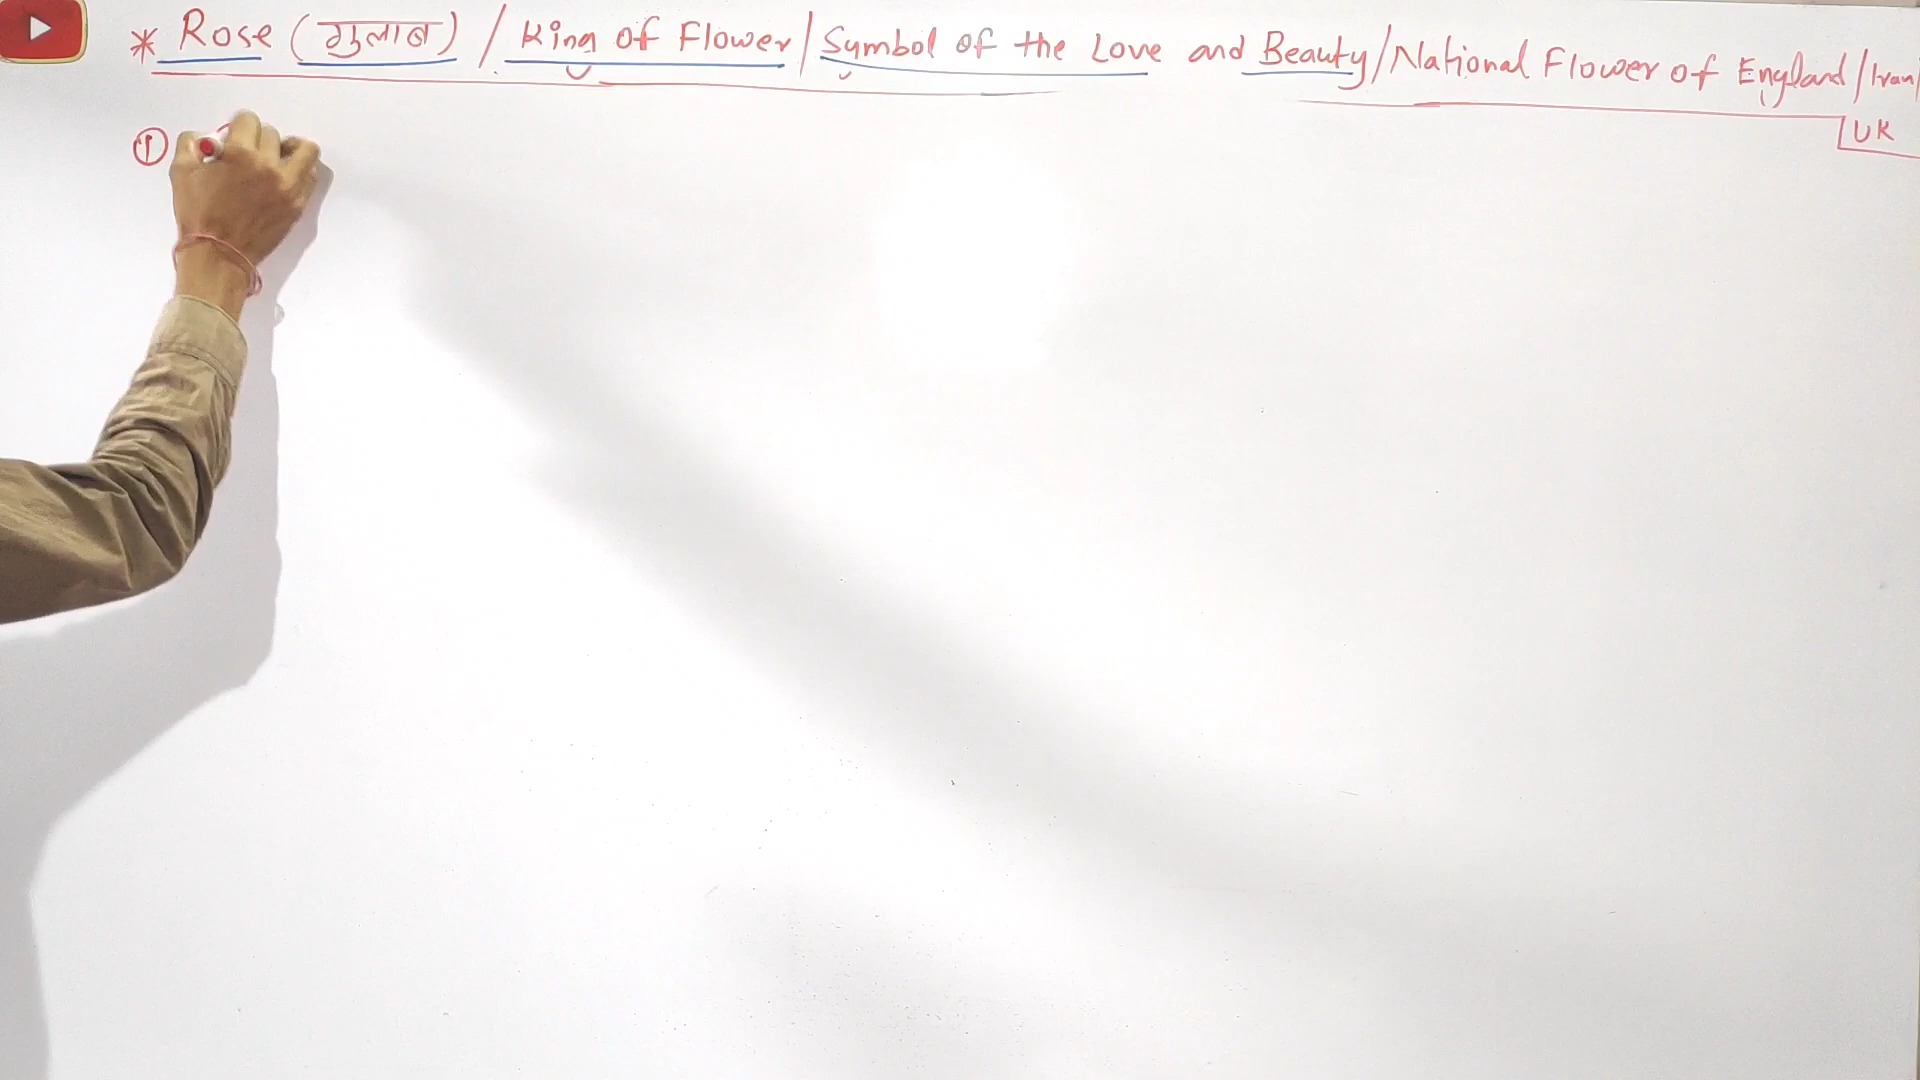 * Rose (गुलाब) / King of Flower / Symbol of the Love and Beauty / National Flower of England / Iran /
UK
①